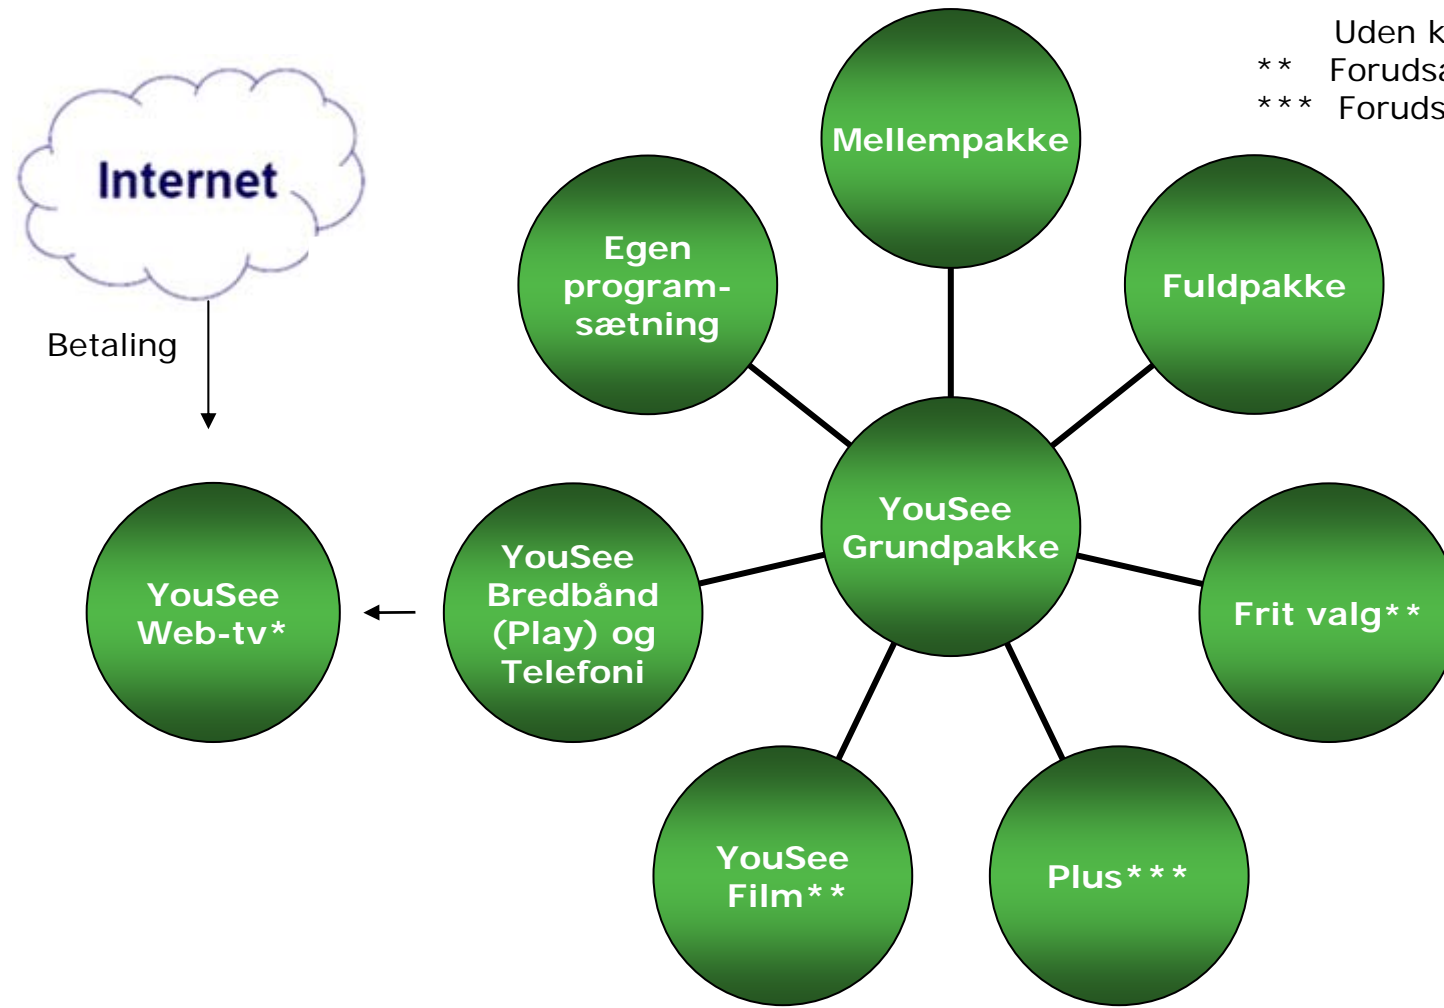 Uden
**
***
Mellempakke
Internet
Egen
program-
sætning
Fuldpakke
Betaling
YouSee
Grundpakke
YouSee
Bredbånd
(Play) og
Telefoni
YouSee
Web-tv*
Frit valg**
YouSee
Film**
Plus***